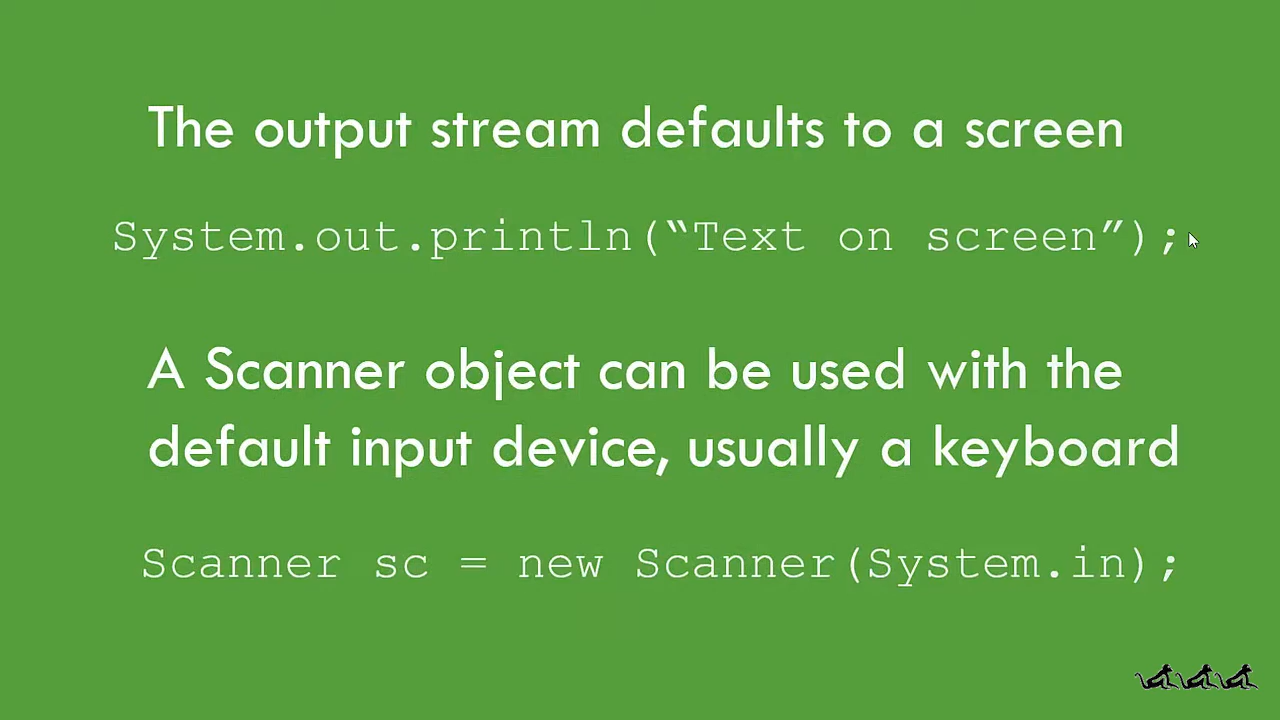 The output stream defaults to a screen
System.out.println(“Text on screen”);
A Scanner object can be used with the
default input device, usually a keyboard
Scanner sc = new Scanner(System.in);